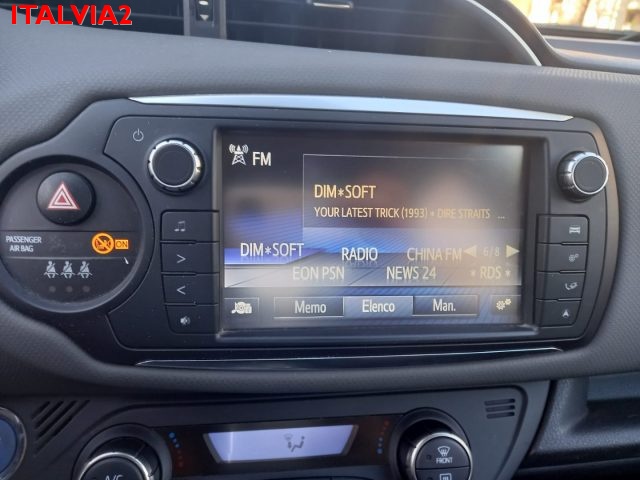 ITALVIA2
FM
DIM*SOFT
YOUR LATEST TRICK (1993) • DIRE STRAITS ...
DIM*SOFT RADIO CHINA FM 6/8
EON PSN NEWS 24 * RDS *
Memo Elenco Man.
PASSENGER
AIR BAG
ON
A/C
FRONT